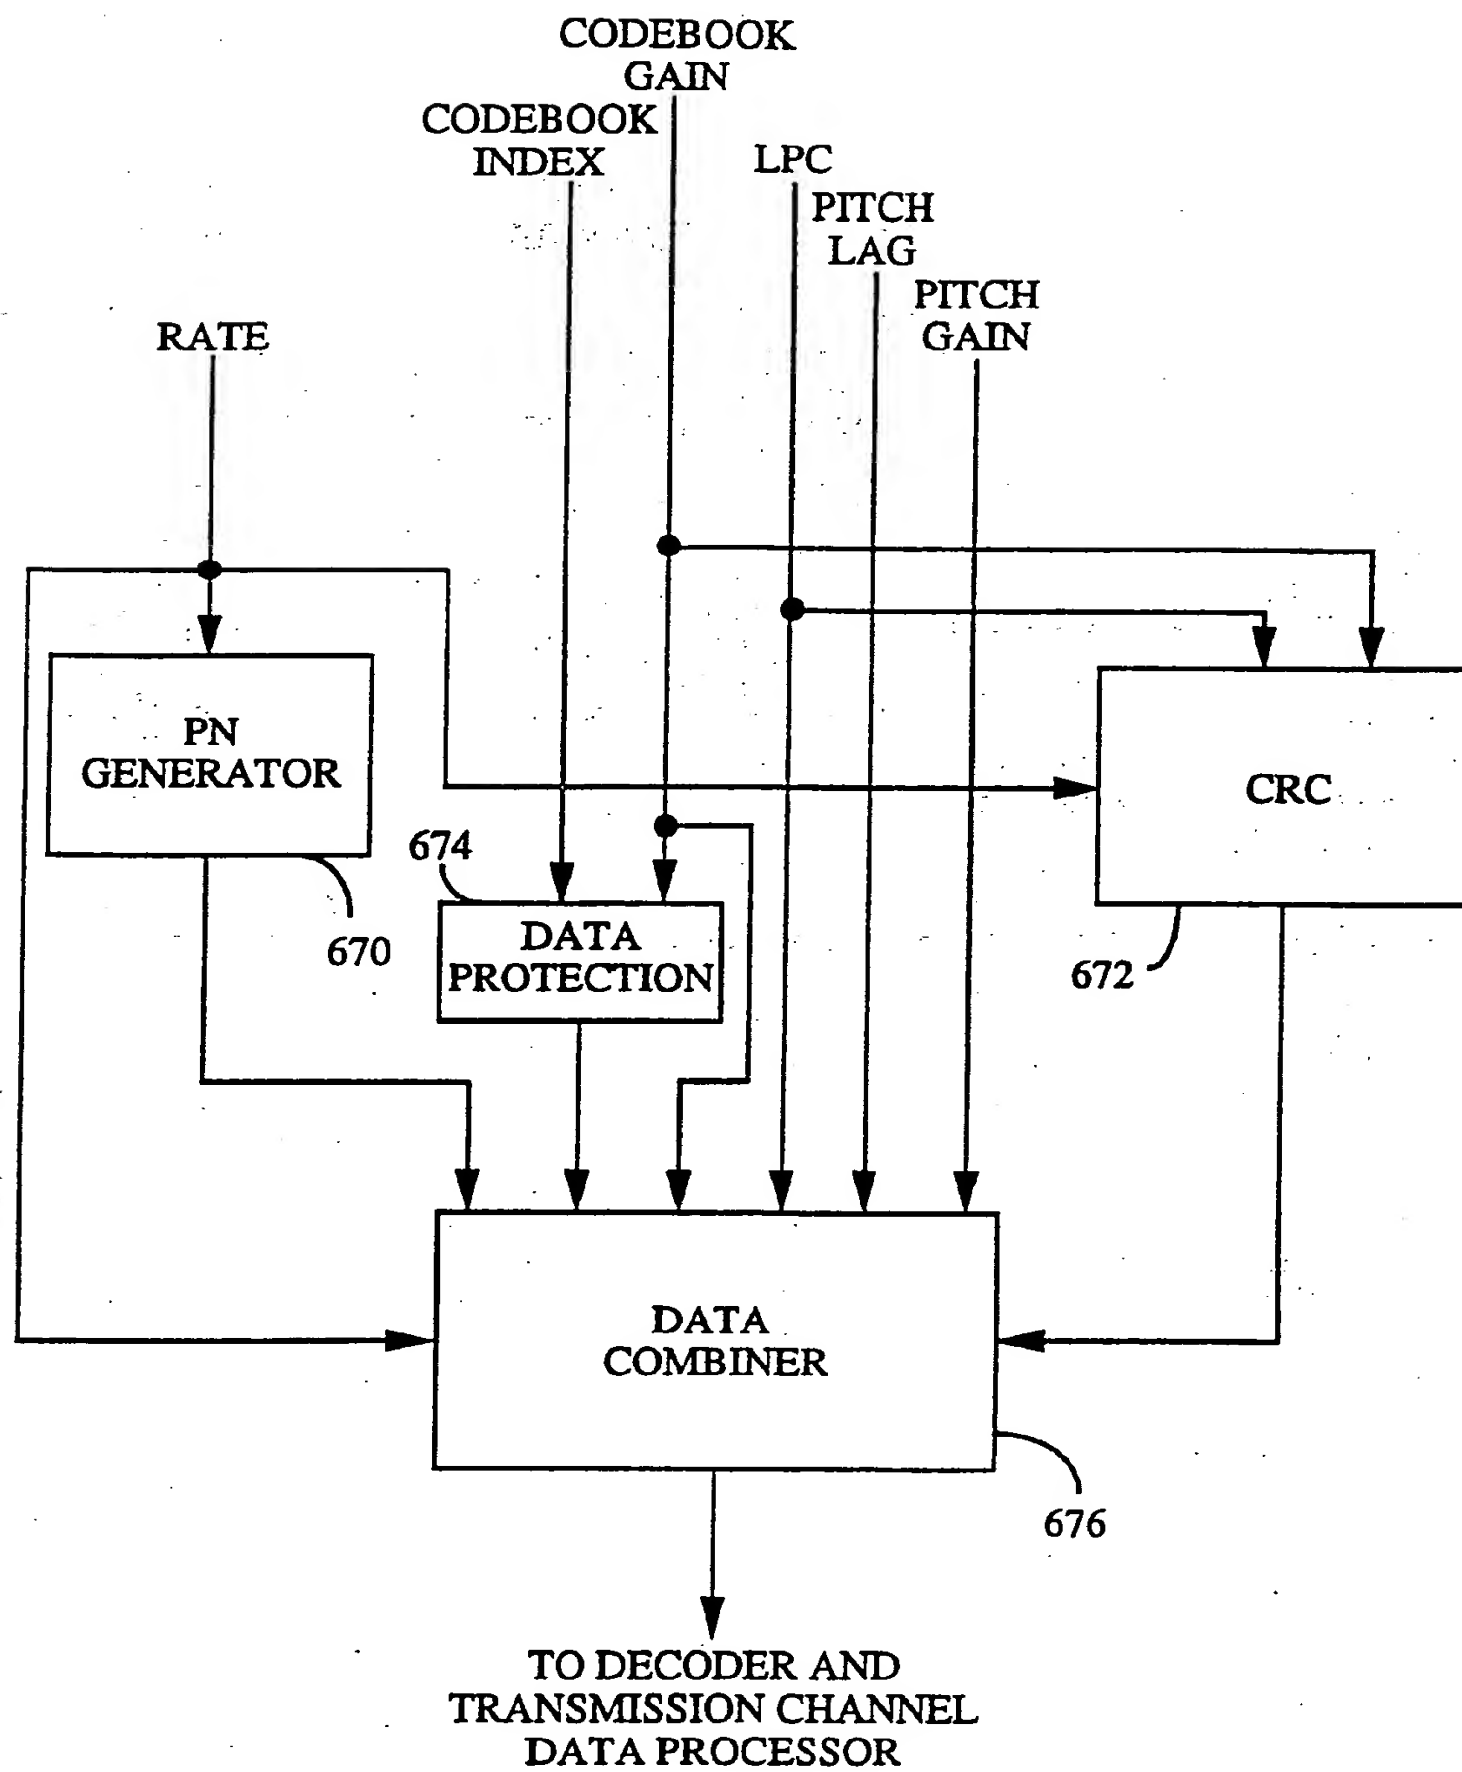 CODEBOOK
GAIN
CODEBOOK
INDEX
LPC
PITCH
LAG
PITCH
GAIN
RATE
PN
GENERATOR
CRC
674
670
DATA
PROTECTION
672
DATA
COMBINER
676
TO DECODER AND
TRANSMISSION CHANNEL
DATA PROCESSOR